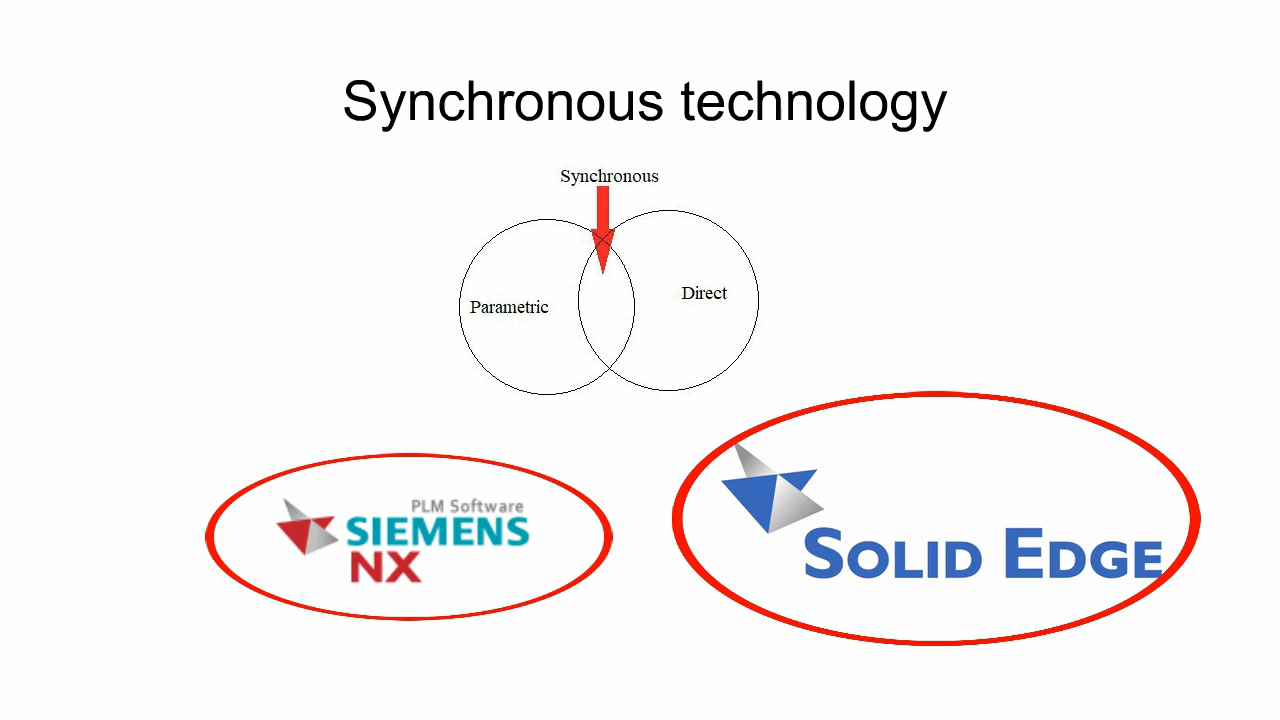 Synchronous technology
Synchronous
Parametric
Direct
PLM Software
SIEMENS
NX
SOLID EDGE